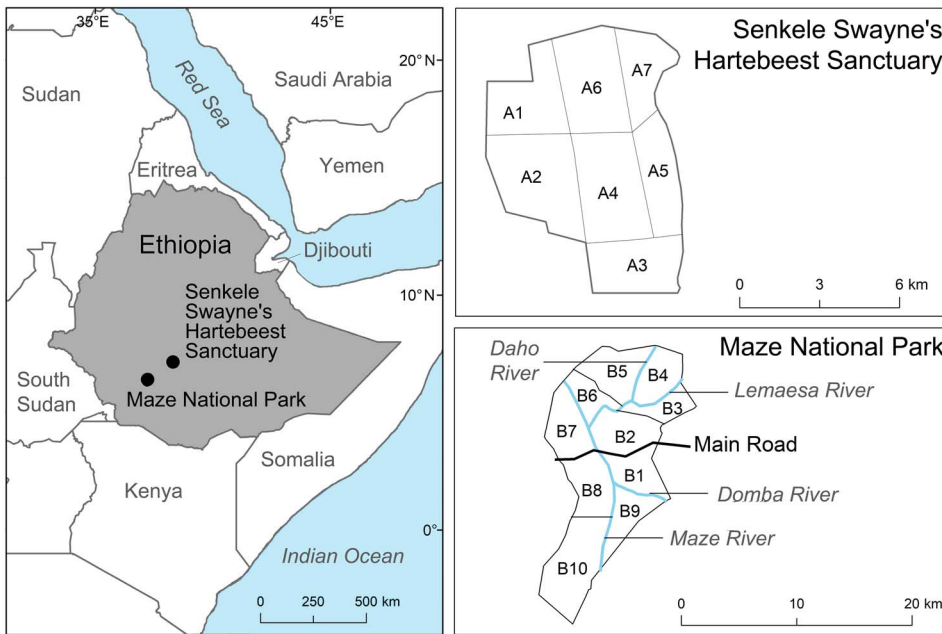 35°E
45°E
20°N
10°N
0°
Sudan
Red Sea
Saudi Arabia
Eritrea
Yemen
Ethiopia
Djibouti
Senkele
Swayne's
Hartebeest
Sanctuary
Maze National Park
South
Sudan
Somalia
Kenya
Indian Ocean
0 250 500 km
Senkele Swayne's
Hartebeest Sanctuary
A1
A6
A7
A2
A4
A5
A3
0 3 6 km
Maze National Park
Daho
River
Lemaesa River
B5
B4
B6
B3
B7
B2
Main Road
B1
B8
Domba River
B9
Maze River
B10
0 10 20 km